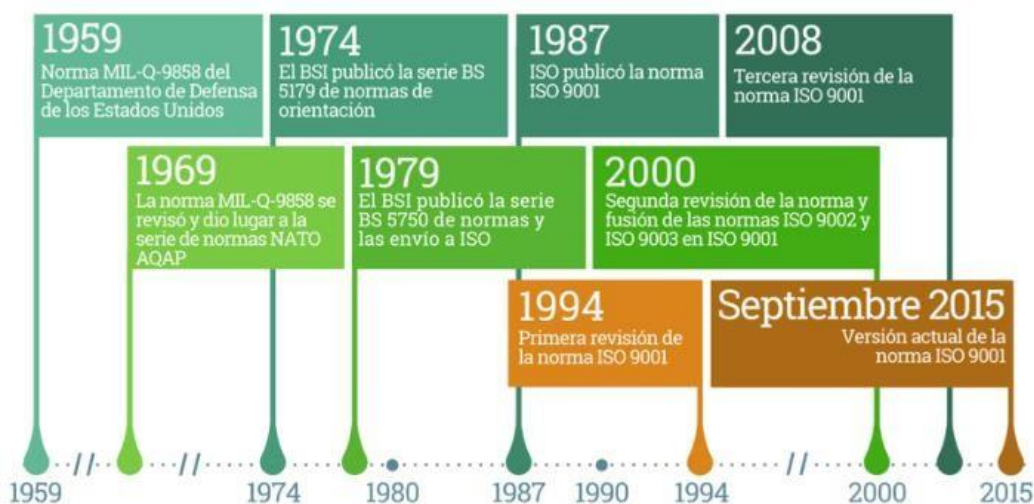 1959
Norma MIL-Q-9858 del
Departamento de Defensa
de los Estados Unidos
1974
El BSI publicó la serie BS
5179 de normas de
orientación
1987
ISO publicó la norma
ISO 9001
2008
Tercera revisión de la
norma ISO 9001
1969
La norma MIL-Q-9858 se
revisó y dio lugar a la
serie de normas NATO
AQAP
1979
El BSI publicó la serie
BS 5750 de normas y
las envío a ISO
2000
Segunda revisión de la norma y
fusión de las normas ISO 9002 y
ISO 9003 en ISO 9001
1994
Primera revisión de
la norma ISO 9001
Septiembre 2015
Versión actual de la
norma ISO 9001
1959 // // 1974 1980 1987 1990 1994 // 2000 2015